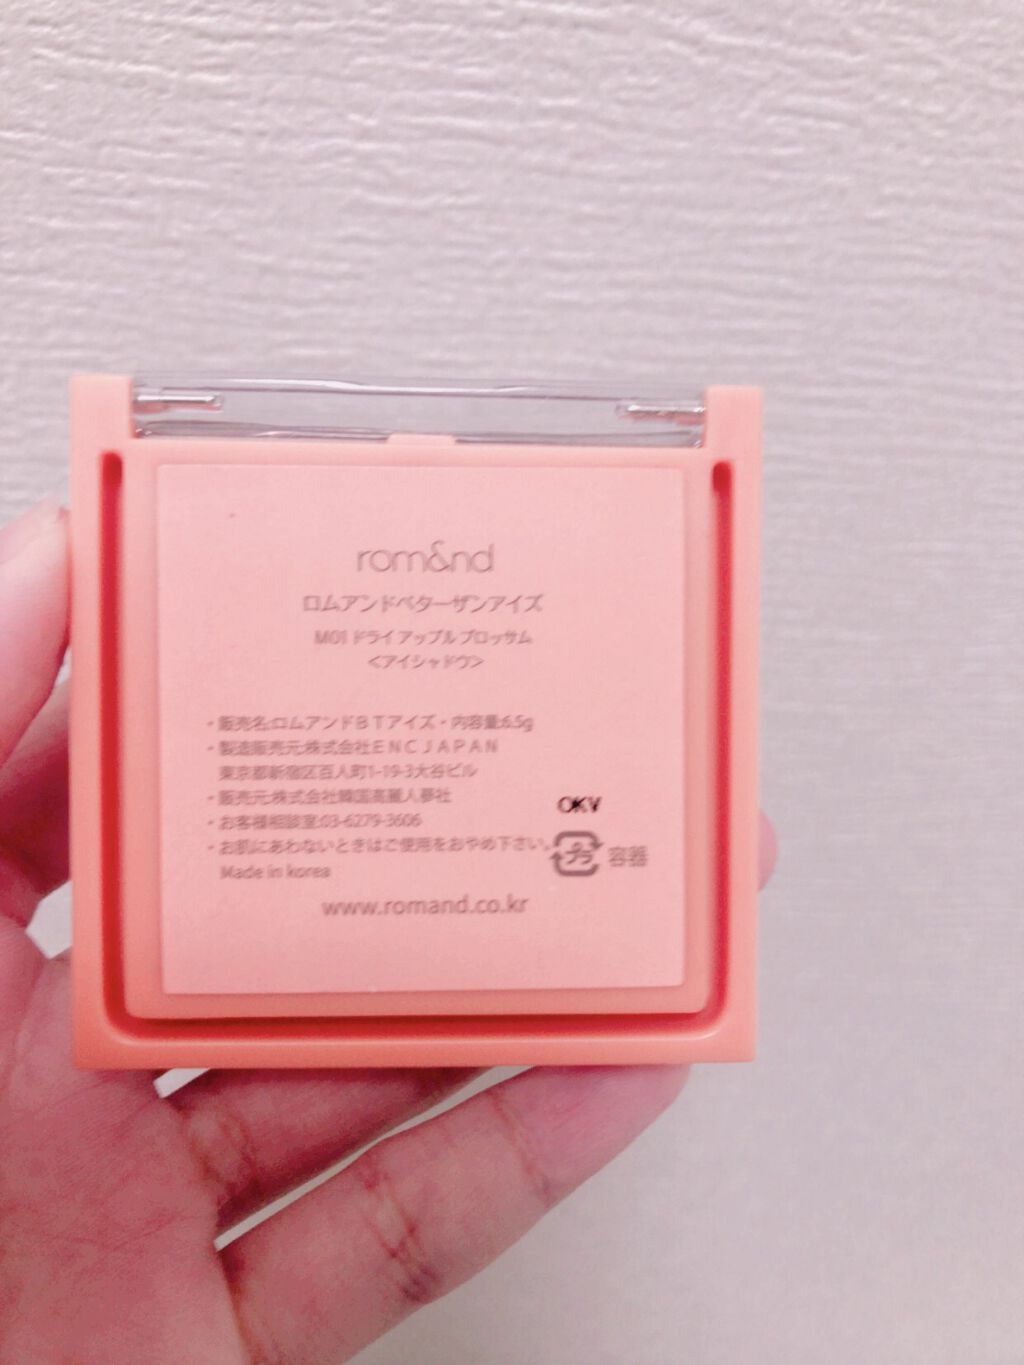 rom&nd
ロムアンドベターザンアイズ
M01 ドライ アップル ブロッサム
<アイシャドウ>
・販売名:ロムアンドＢＴアイズ・内容量:6.5g
・製造販売元:株式会社ＥＮＣＪＡＰＡＮ
東京都新宿区百人町1-19-3大谷ビル
・販売元:株式会社韓国高麗人蔘社
・お客様相談室:03-6279-3606
・お肌にあわないときはご使用をおやめ下さい。
Made in korea
OKV
プラ 容器
www.romand.co.kr